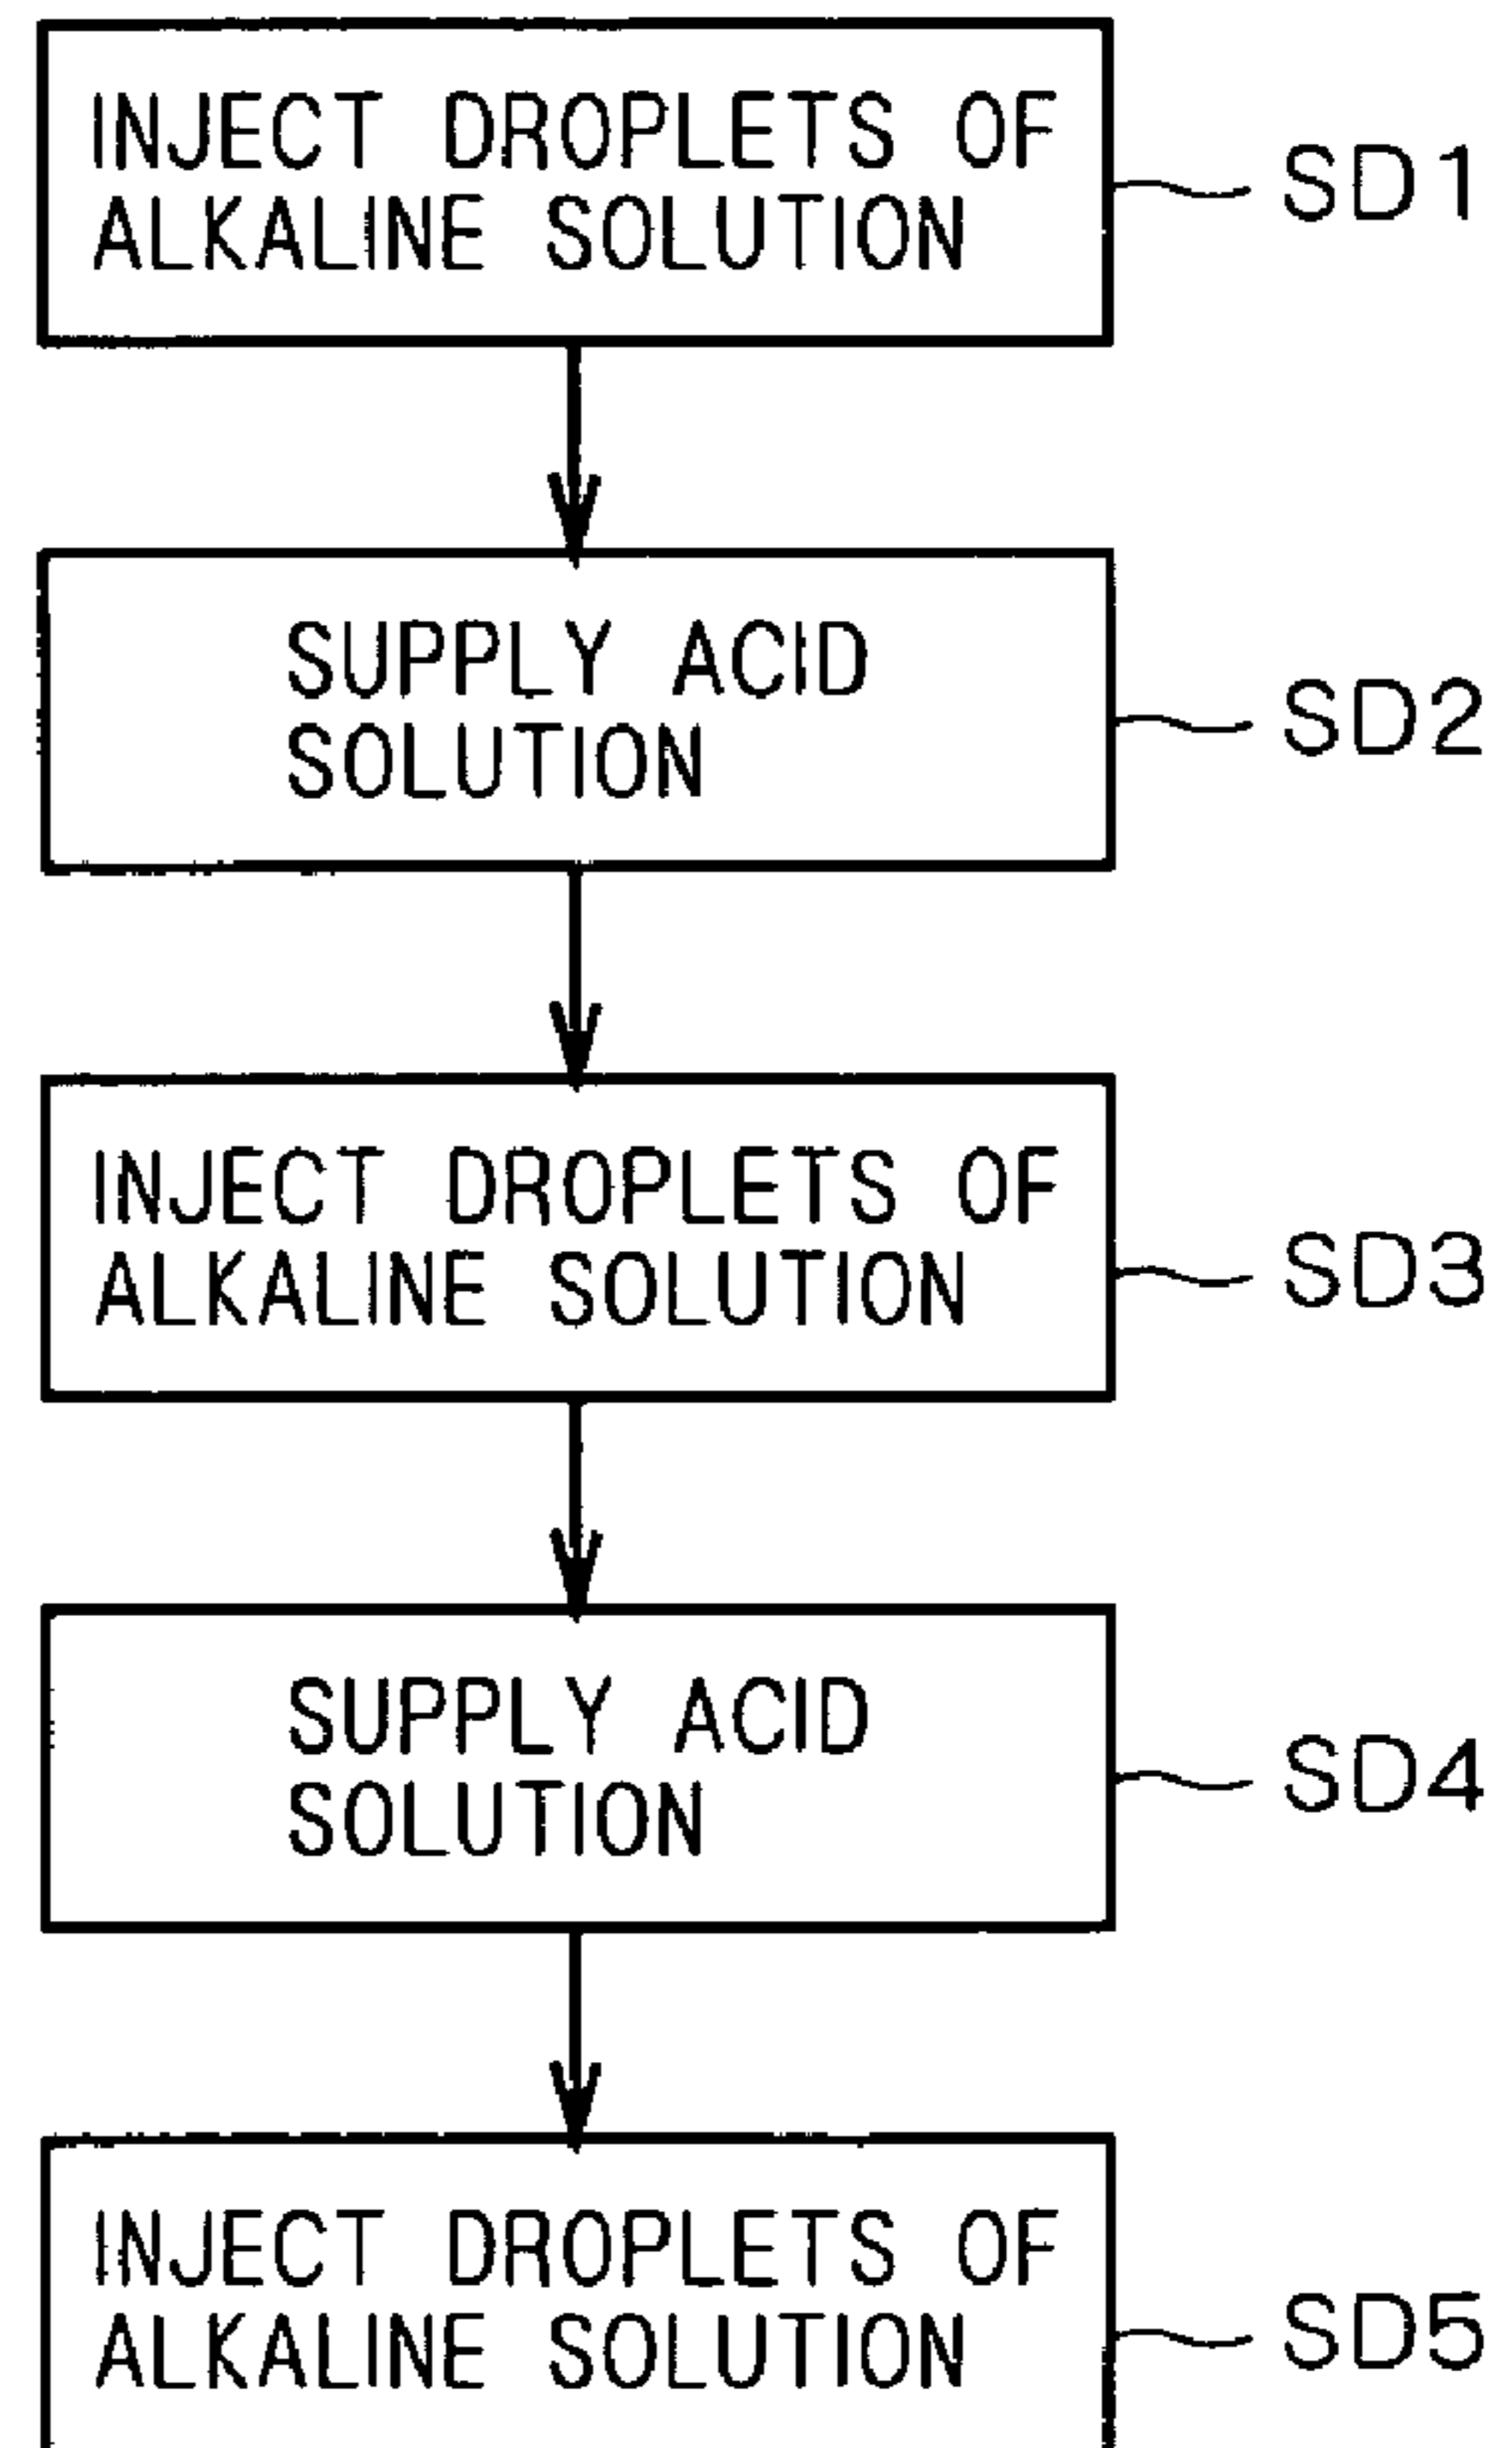 INJECT DROPLETS OF
ALKALINE SOLUTION
SD1
SUPPLY ACID
SOLUTION
SD2
INJECT DROPLETS OF
ALKALINE SOLUTION
SD3
SUPPLY ACID
SOLUTION
SD4
INJECT DROPLETS OF
ALKALINE SOLUTION
SD5